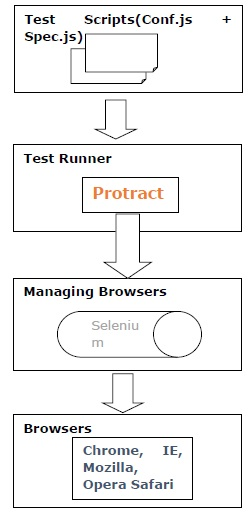 Test Scripts(Conf.js +
Spec.js)
Test Runner
Protract
Managing Browsers
Seleniu
m
Browsers
Chrome, IE,
Mozilla,
Opera Safari